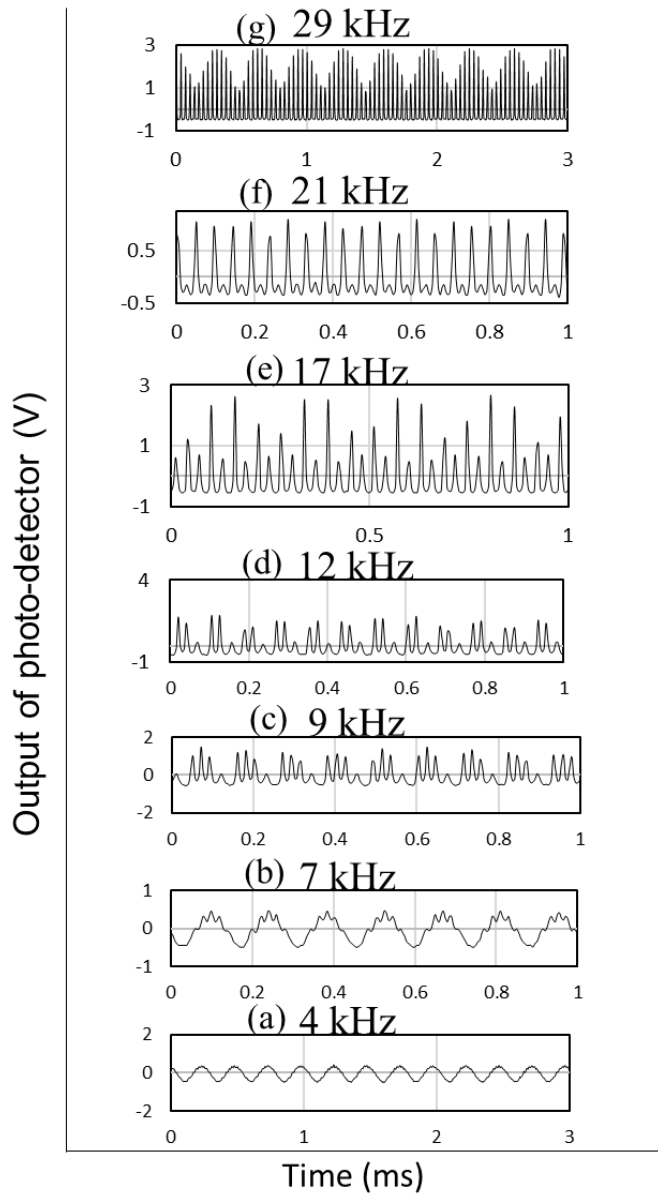 (g) 29 kHz
3
1
-1
0 1 2 3
(f) 21 kHz
0.5
-0.5
0 0.2 0.4 0.6 0.8 1
(e) 17 kHz
3
1
-1
0 0.5 1
(d) 12 kHz
4
-1
0 0.2 0.4 0.6 0.8 1
(c) 9 kHz
2
0
-2
0 0.2 0.4 0.6 0.8 1
(b) 7 kHz
1
0
-1
0 0.2 0.4 0.6 0.8 1
(a) 4 kHz
2
0
-2
0 1 2 3
Output of photo-detector (V)
Time (ms)